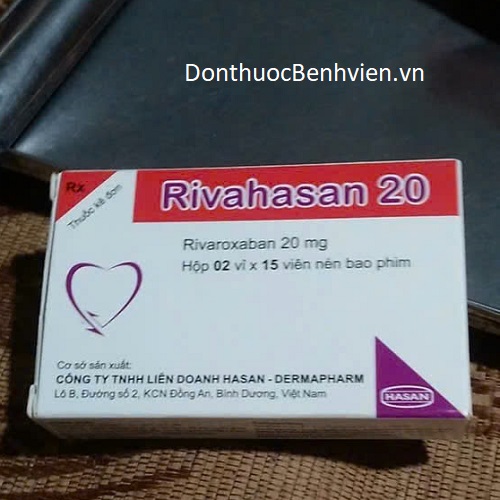 DonthuocBenhvien.vn
Rx
Thuốc kê đơn
Rivahasan 20
Rivaroxaban 20 mg
Hộp 02 vỉ x 15 viên nén bao phim
Cơ sở sản xuất:
CÔNG TY TNHH LIÊN DOANH HASAN - DERMAPHARM
Lô B, Đường số 2, KCN Đồng An, Bình Dương, Việt Nam
HASAN